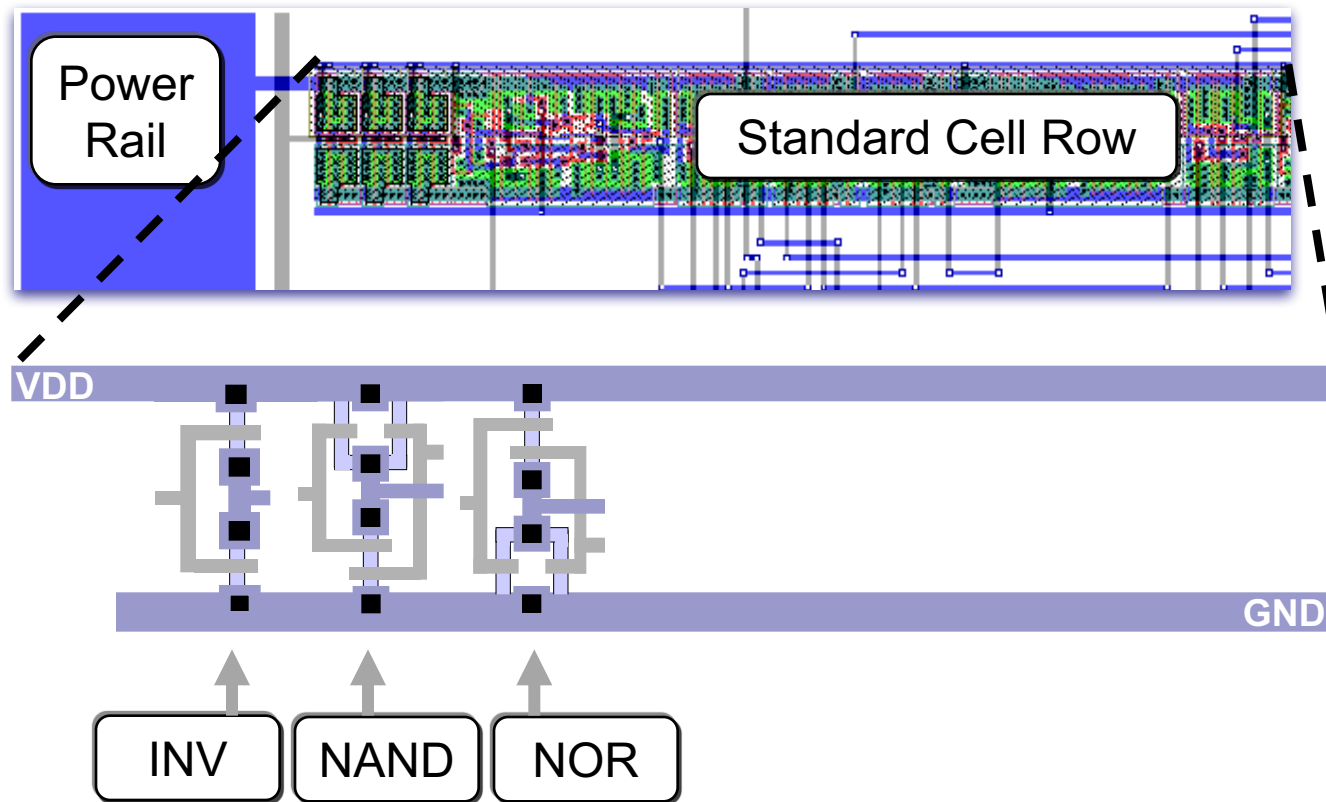 Power
Rail
Standard Cell Row
VDD
GND
INV
NAND
NOR